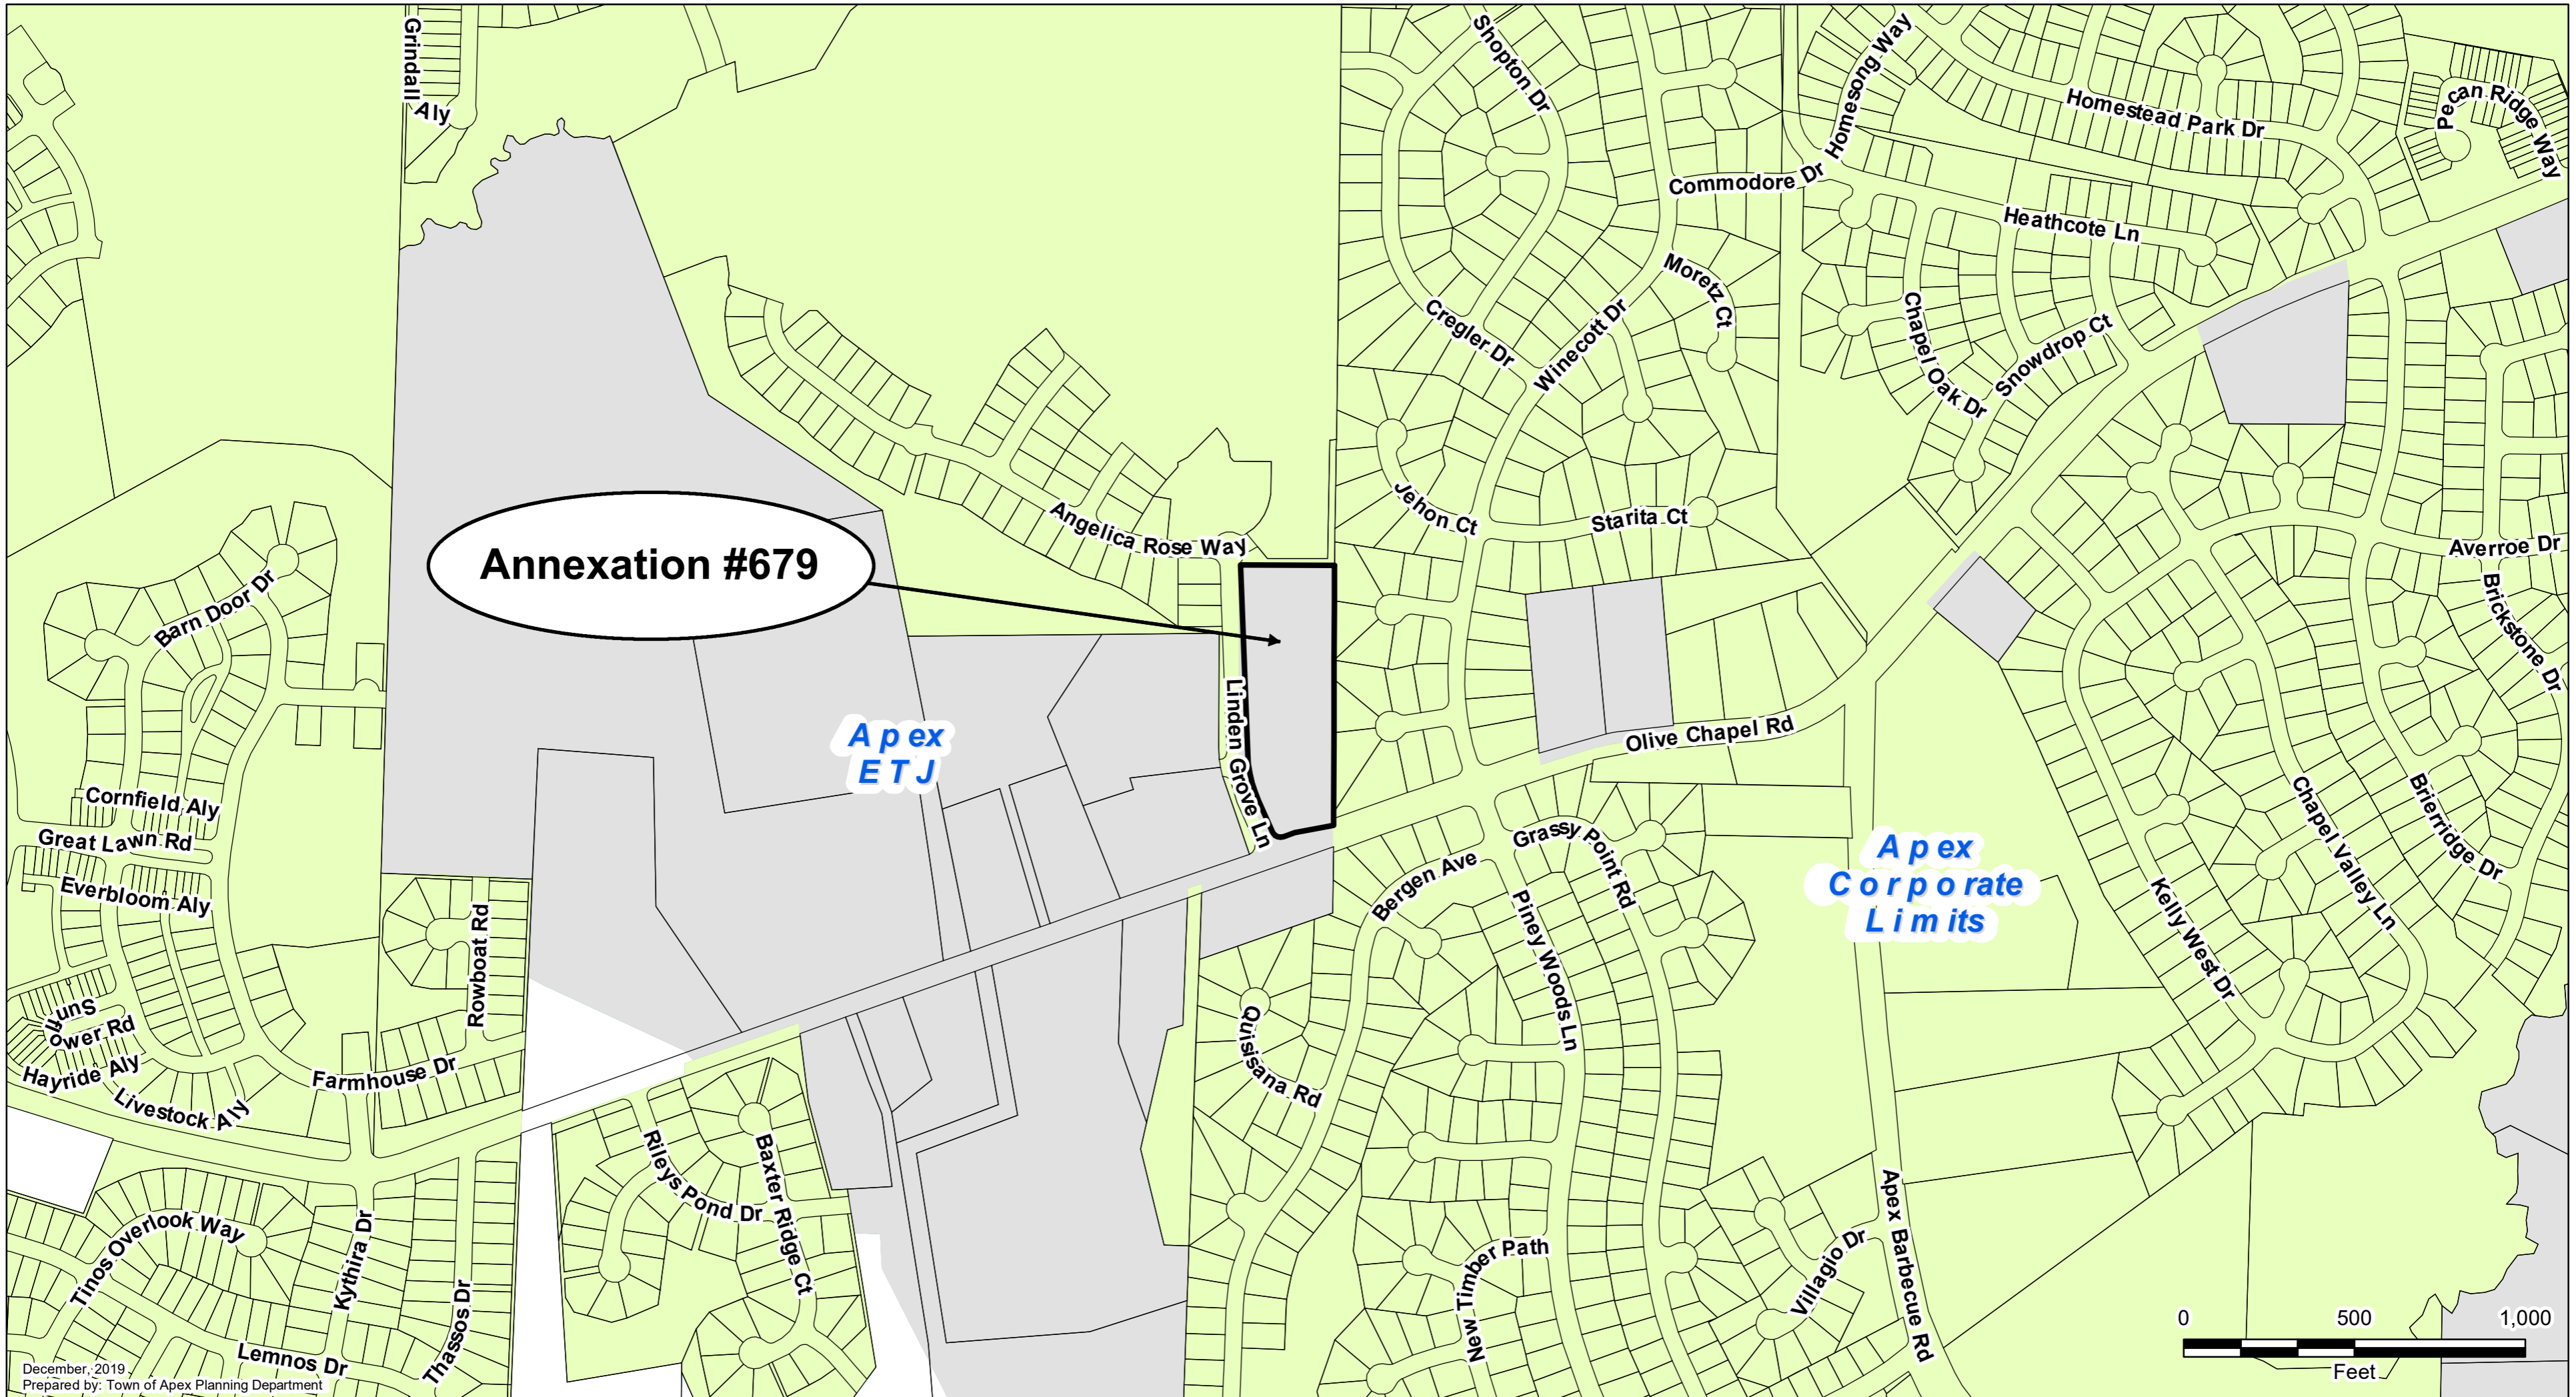 Grindall
Aly
Shopton Dr
Homesong Way
Homestead Park Dr
Pecan Ridge Way
Commodore Dr
Heathcote Ln
Moretz Ct
Cregler Dr
Winecott Dr
Chapel Oak Dr
Snowdrop Ct
Jehon Ct
Starita Ct
Angelica Rose Way
Annexation #679
Averroe Dr
Brickstone Dr
Barn Door Dr
Linden Grove Ln
Apex
ETJ
Olive Chapel Rd
Cornfield Aly
Great Lawn Rd
Everbloom Aly
Grassy Point Rd
Bergen Ave
Piney Woods Ln
Apex
Corporate
Limits
Chapel Valley Ln
Brierridge Dr
Kelly West Dr
Rowboat Rd
Sunflower Rd
Hayride Aly
Livestock Aly
Farmhouse Dr
Quisisana Rd
Rileys Pond Dr
Baxter Ridge Ct
Tinos Overlook Way
Kythira Dr
Thassos Dr
Lemnos Dr
New Timber Path
Villagio Dr
Apex Barbecue Rd
0 500 1,000
Feet
December, 2019
Prepared by: Town of Apex Planning Department